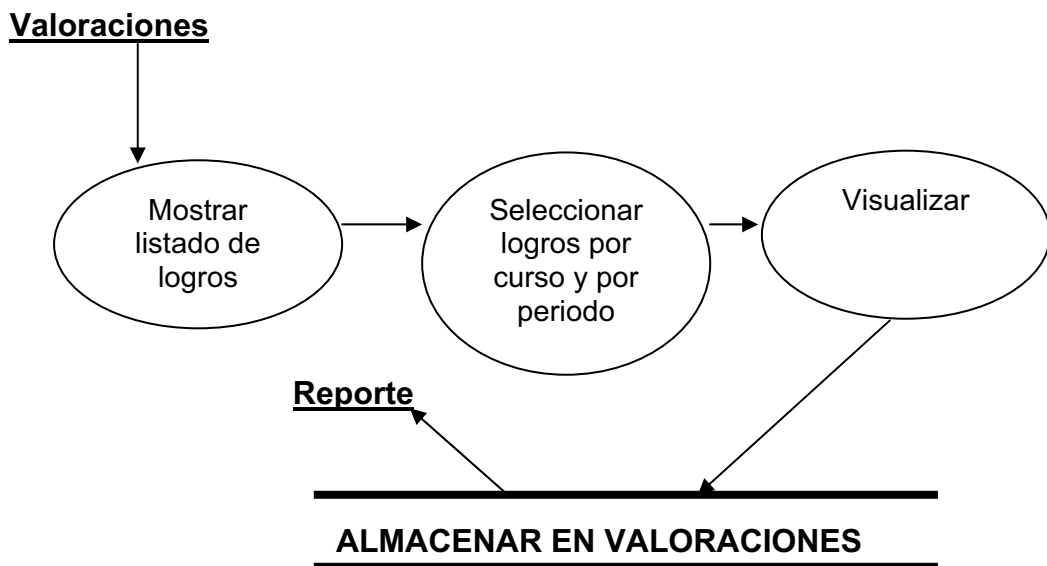 Valoraciones
Mostrar
listado de
logros
Seleccionar
logros por
curso y por
periodo
Visualizar
Reporte
ALMACENAR EN VALORACIONES